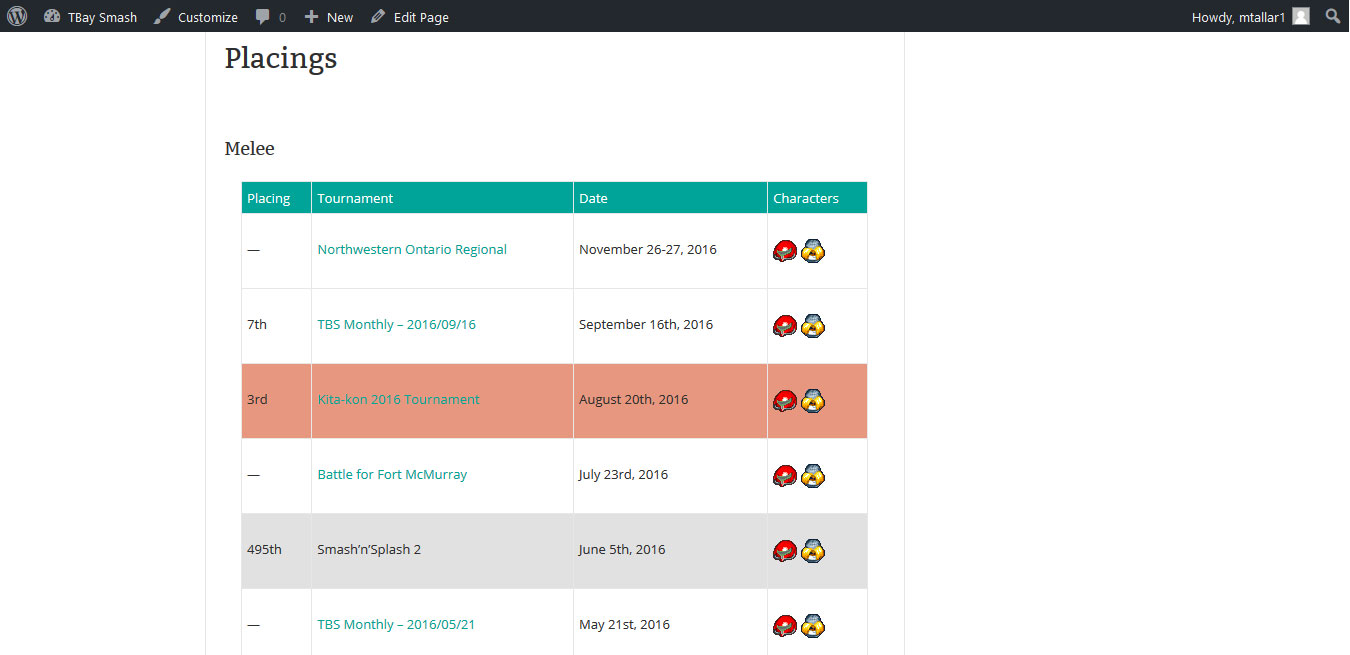 TBay Smash Customize 0 New Edit Page Howdy, mtallar1
Placings
Melee
Placing Tournament Date Characters
— Northwestern Ontario Regional November 26-27, 2016
7th TBS Monthly – 2016/09/16 September 16th, 2016
3rd Kita-kon 2016 Tournament August 20th, 2016
— Battle for Fort McMurray July 23rd, 2016
495th Smash’n’Splash 2 June 5th, 2016
— TBS Monthly – 2016/05/21 May 21st, 2016